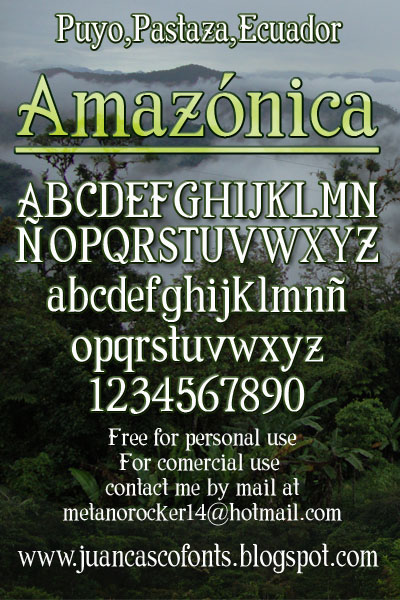 Puyo,Pastaza,Ecuador
Amazónica
ABCDEFGHIJKLMN
ÑOPQRSTUVWXYZ
abcdefghijklmnñ
opqrstuvwxyz
1234567890
Free for personal use
For comercial use
contact me by mail at
metanorocker14@hotmail.com
www.juancascofonts.blogspot.com